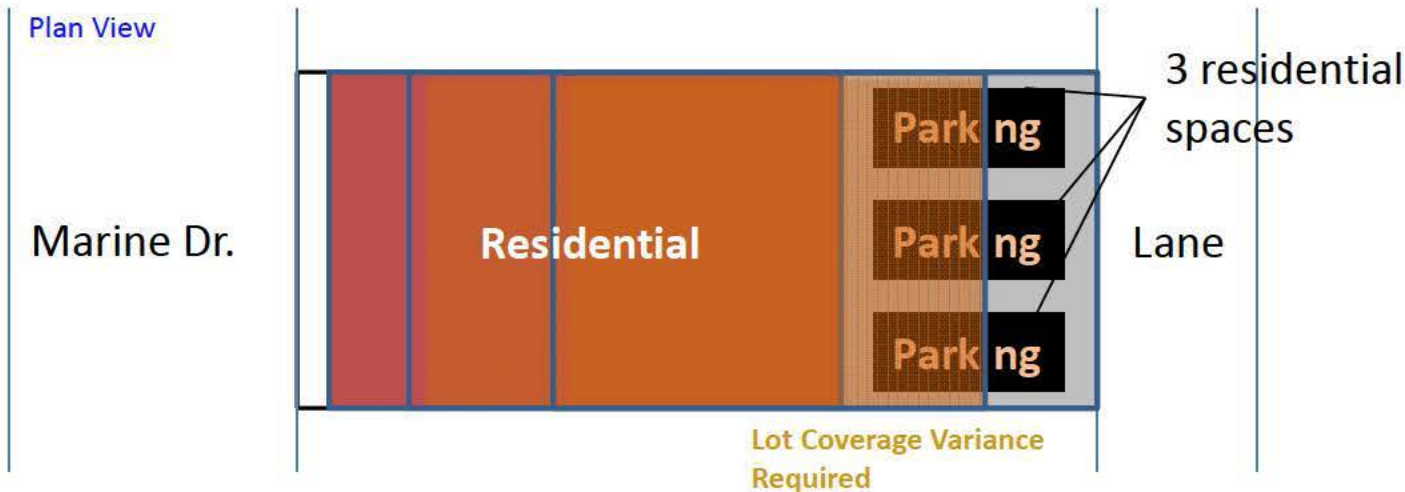 Plan View
3 residential
spaces
Parking
Marine Dr.
Residential
Parking
Lane
Parking
Lot Coverage Variance
Required